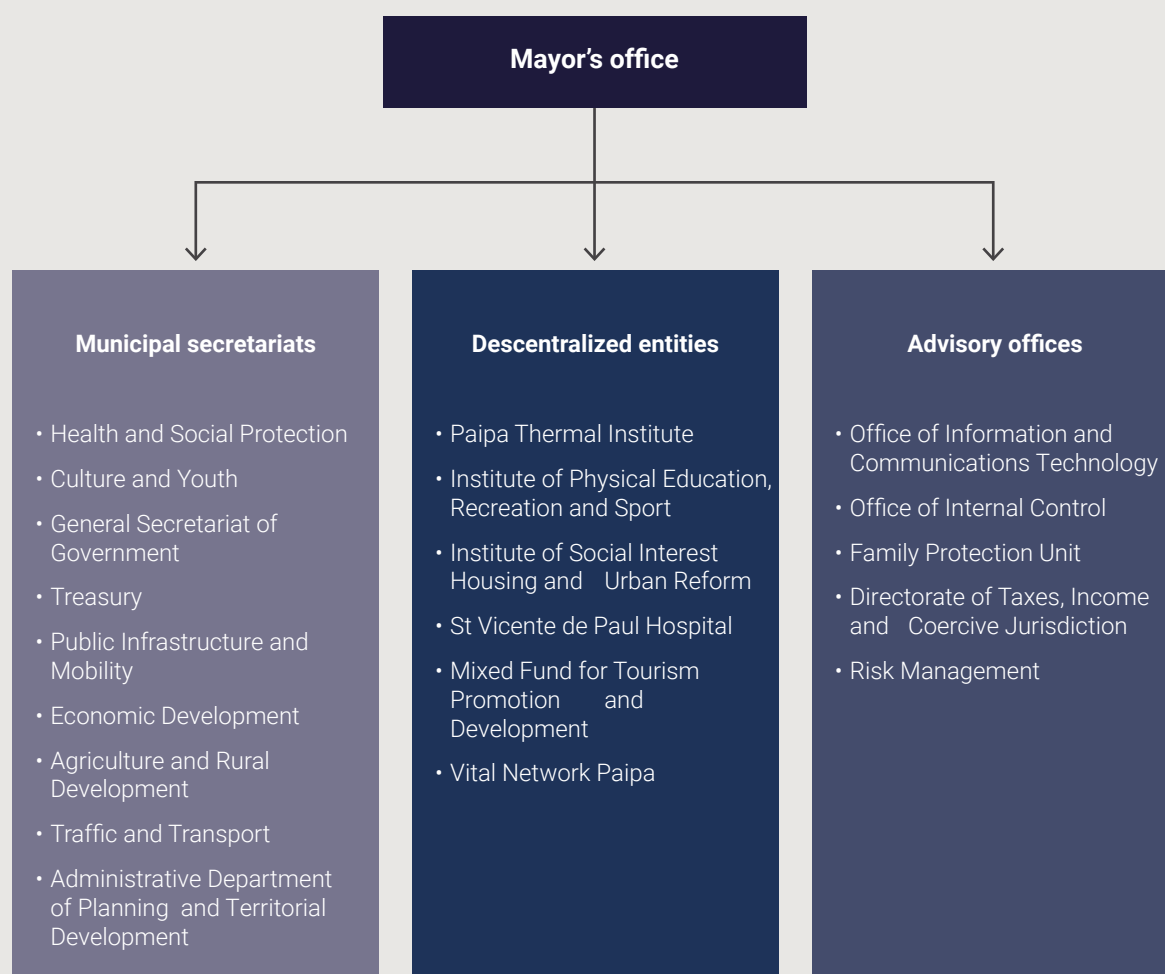 Mayor's office
Municipal secretariats
• Health and Social Protection
• Culture and Youth
• General Secretariat of
Government
• Treasury
• Public Infrastructure and
Mobility
• Economic Development
• Agriculture and Rural
Development
• Traffic and Transport
• Administrative Department
of Planning and Territorial
Development
Descentralized entities
• Paipa Thermal Institute
• Institute of Physical Education,
Recreation and Sport
• Institute of Social Interest
Housing and Urban Reform
• St Vicente de Paul Hospital
• Mixed Fund for Tourism
Promotion and
Development
• Vital Network Paipa
Advisory offices
• Office of Information and
Communications Technology
• Office of Internal Control
• Family Protection Unit
• Directorate of Taxes, Income
and Coercive Jurisdiction
• Risk Management